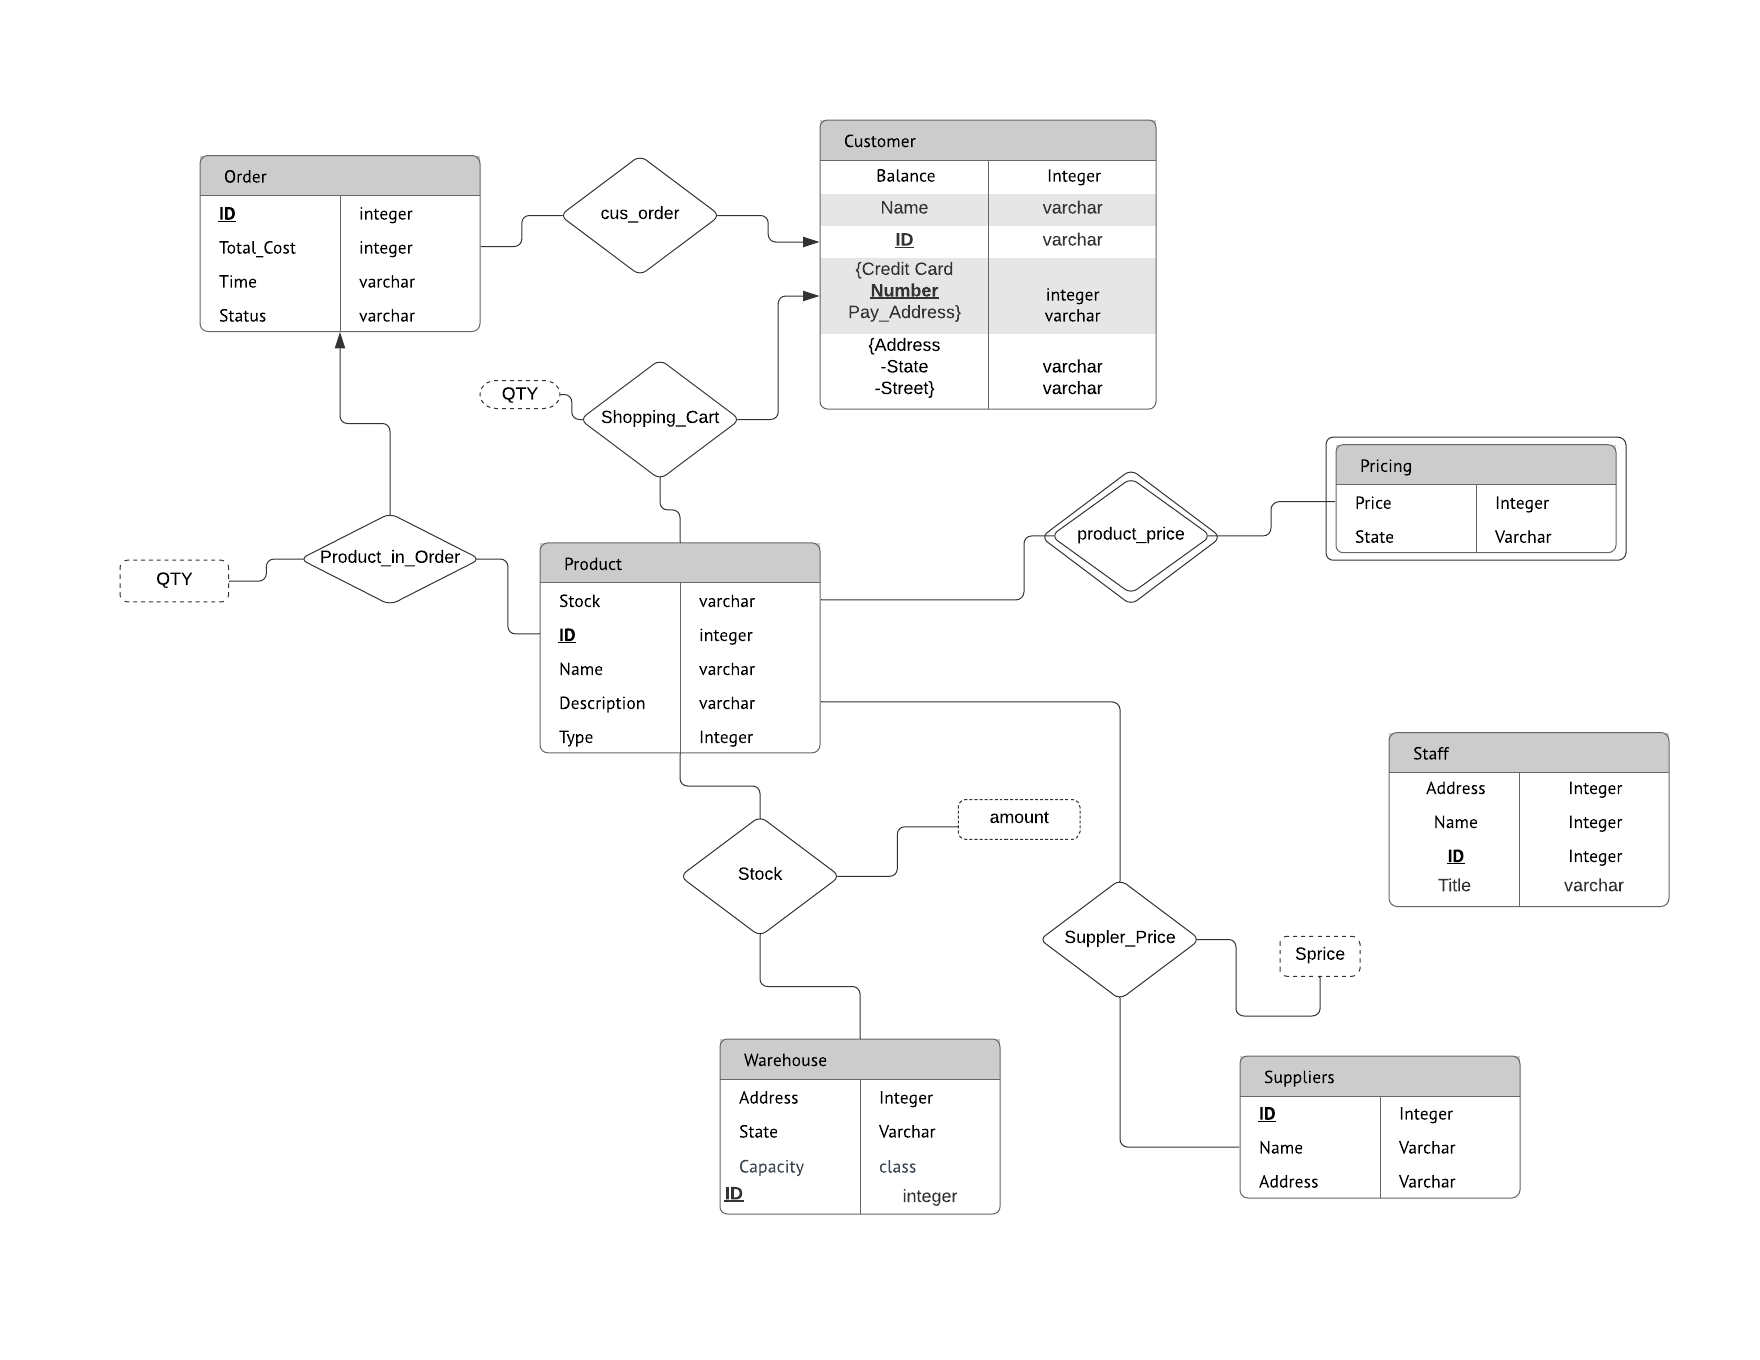 Order
ID integer
Total_Cost integer
Time varchar
Status varchar
cus_order
Customer
Balance Integer
Name varchar
ID varchar
{Credit Card
Number integer
Pay_Address} varchar
{Address
-State varchar
-Street} varchar
QTY
Shopping_Cart
Pricing
Price Integer
State Varchar
product_price
QTY
Product_in_Order
Product
Stock varchar
ID integer
Name varchar
Description varchar
Type Integer
Staff
Address Integer
Name Integer
ID Integer
Title varchar
amount
Stock
Suppler_Price
Sprice
Warehouse
Address Integer
State Varchar
Capacity class
ID integer
Suppliers
ID Integer
Name Varchar
Address Varchar